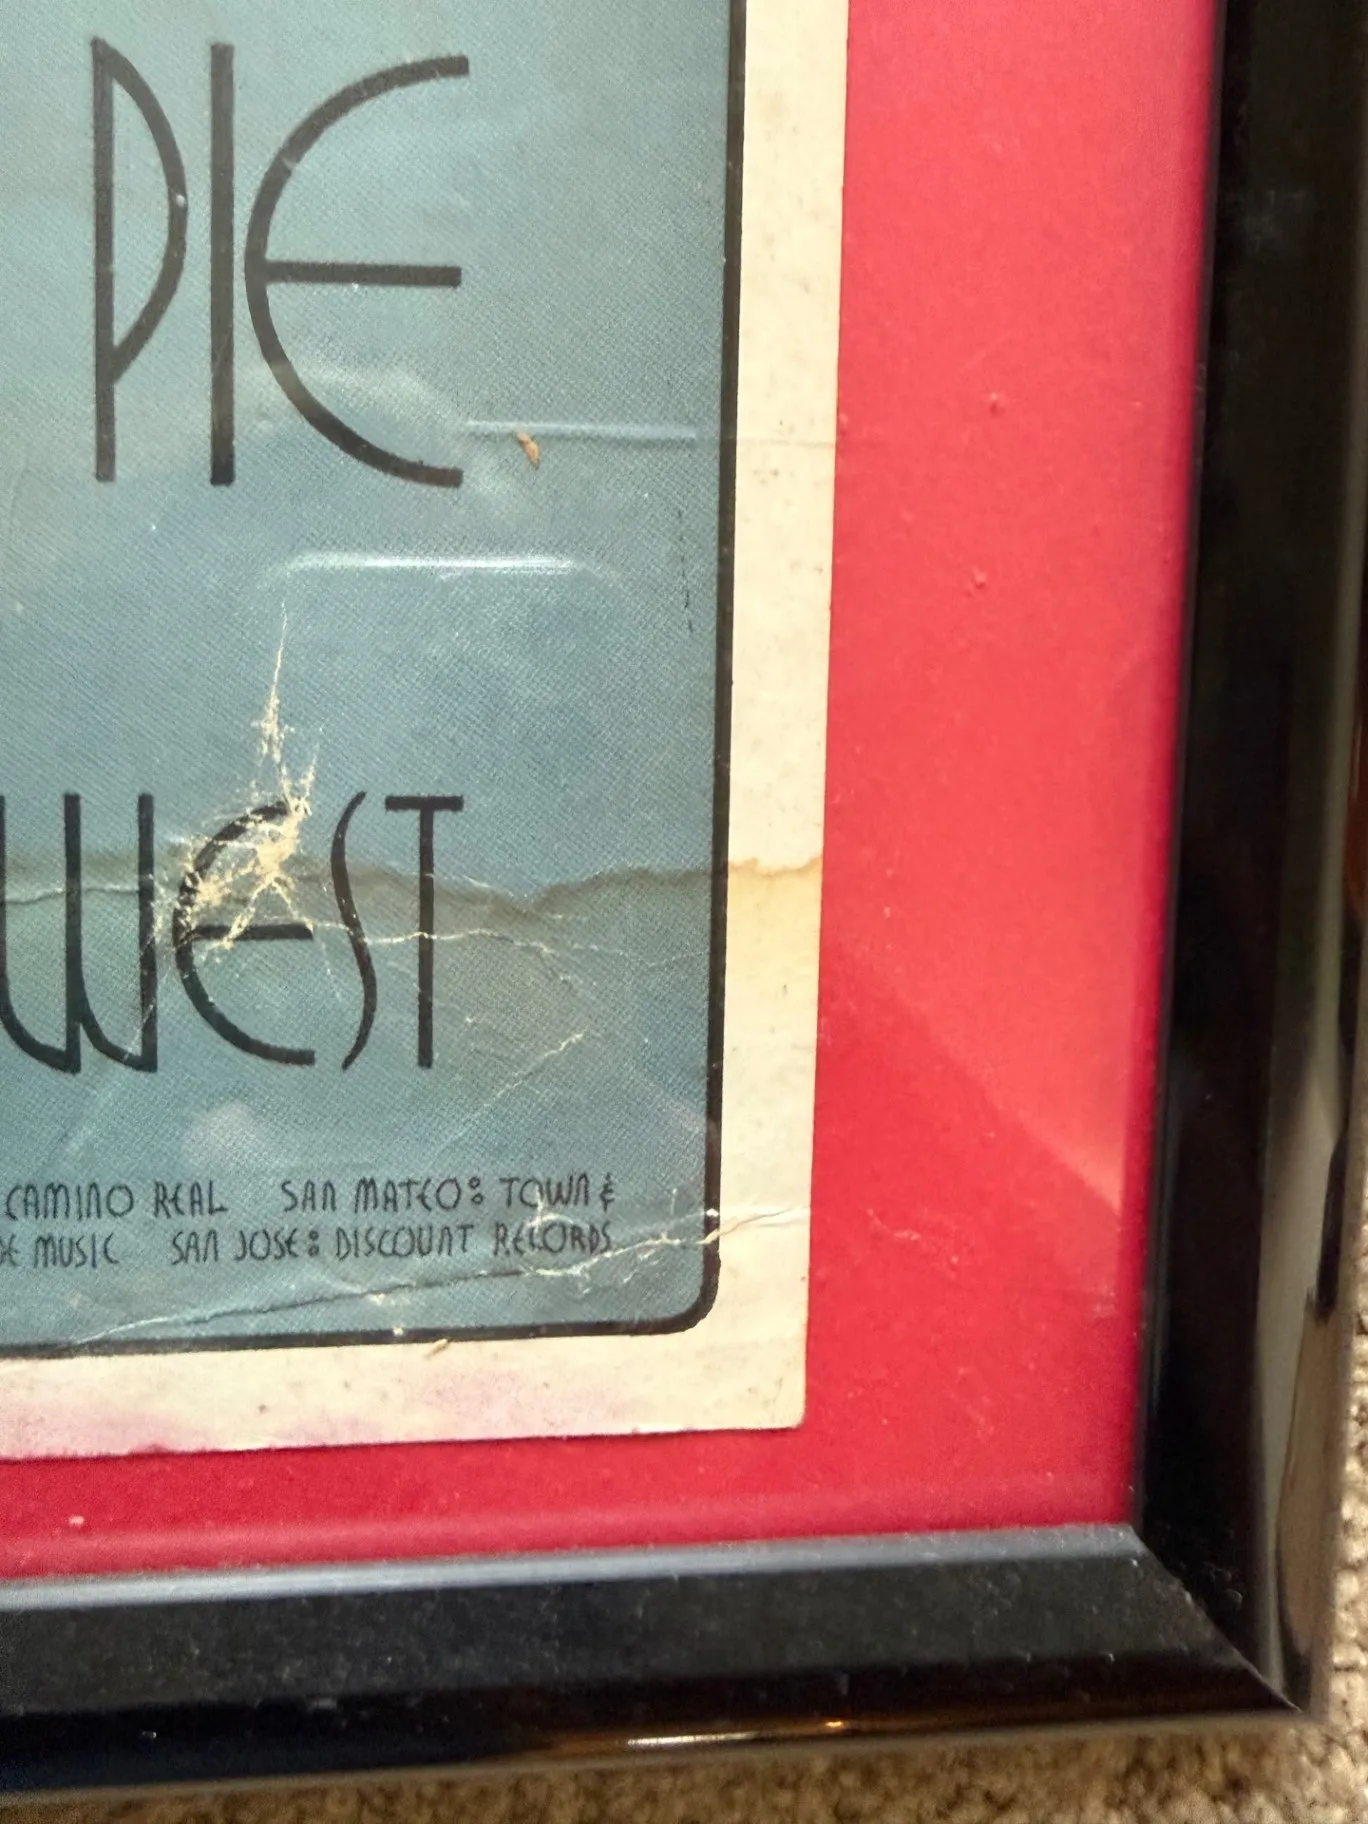 PIE
WEST
CAMINO REAL SAN MATEO: TOWN &
MUSIC SAN JOSE: DISCOUNT RECORDS